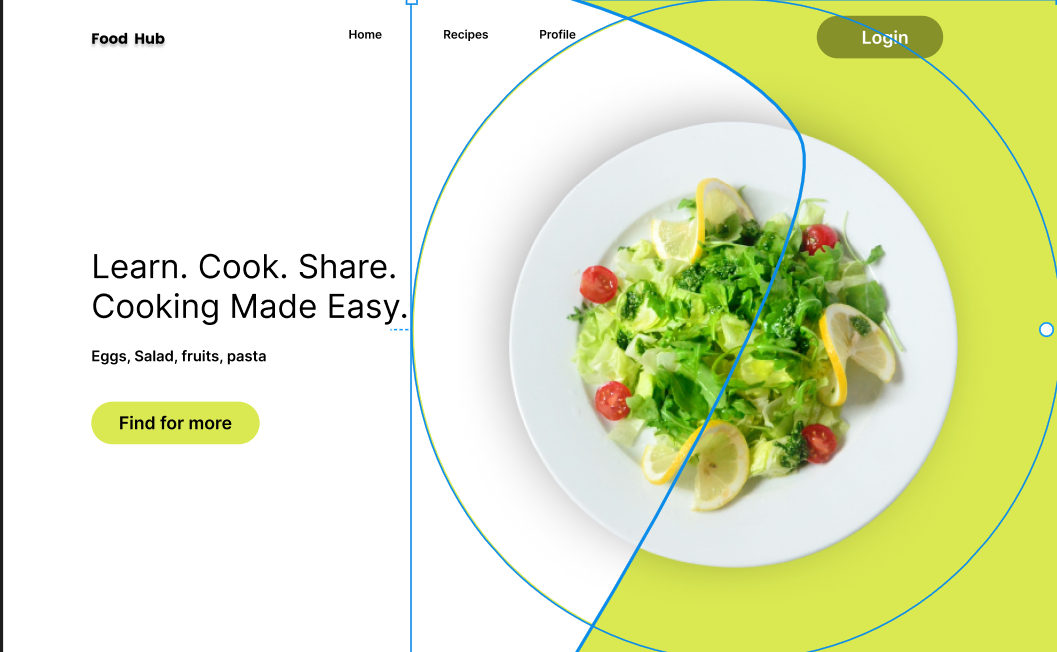 Food Hub
Home
Recipes
Profile
Login
Learn. Cook. Share.
Cooking Made Easy.
Eggs, Salad, fruits, pasta
Find for more